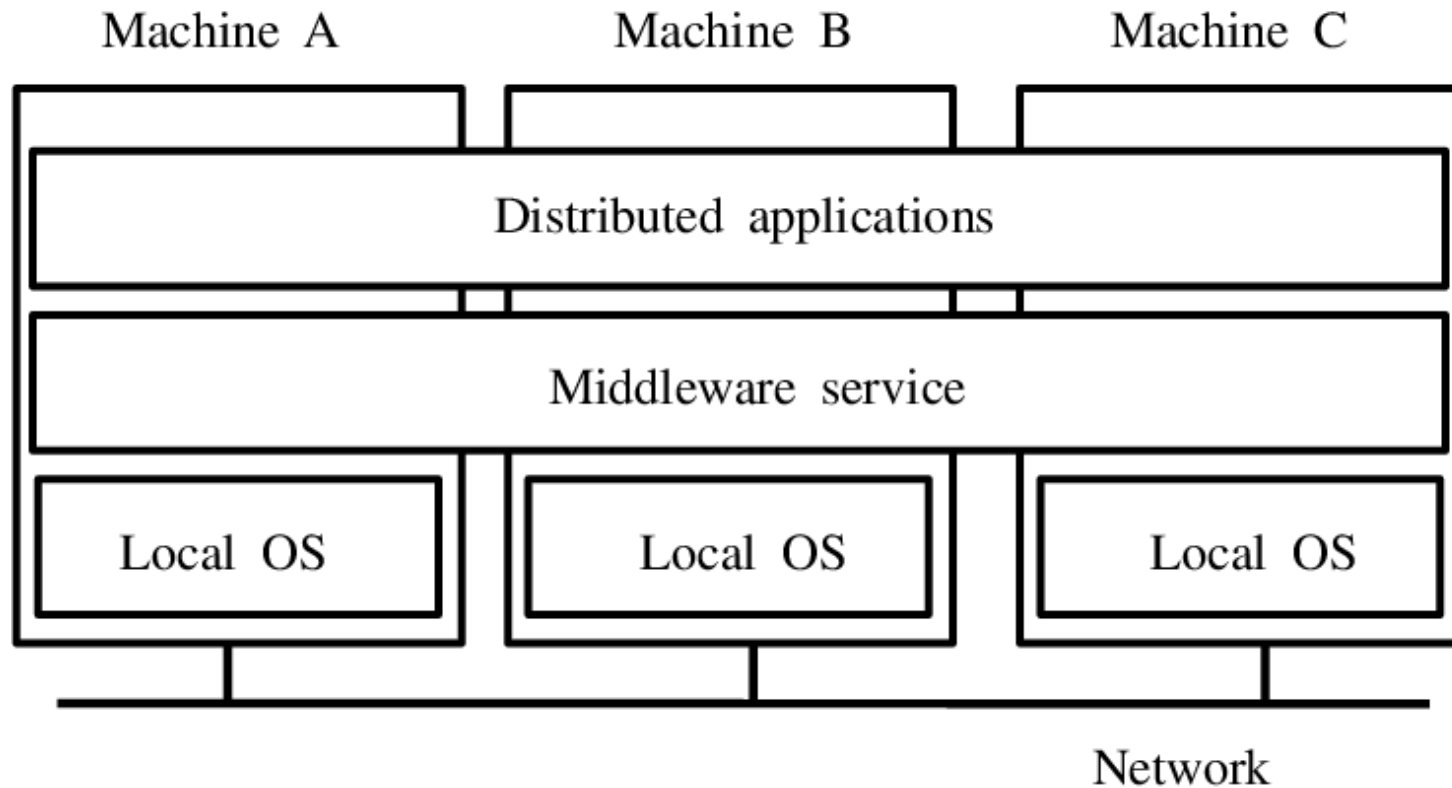 Machine A
Machine B
Machine C
Distributed applications
Middleware service
Local OS
Local OS
Local OS
Network